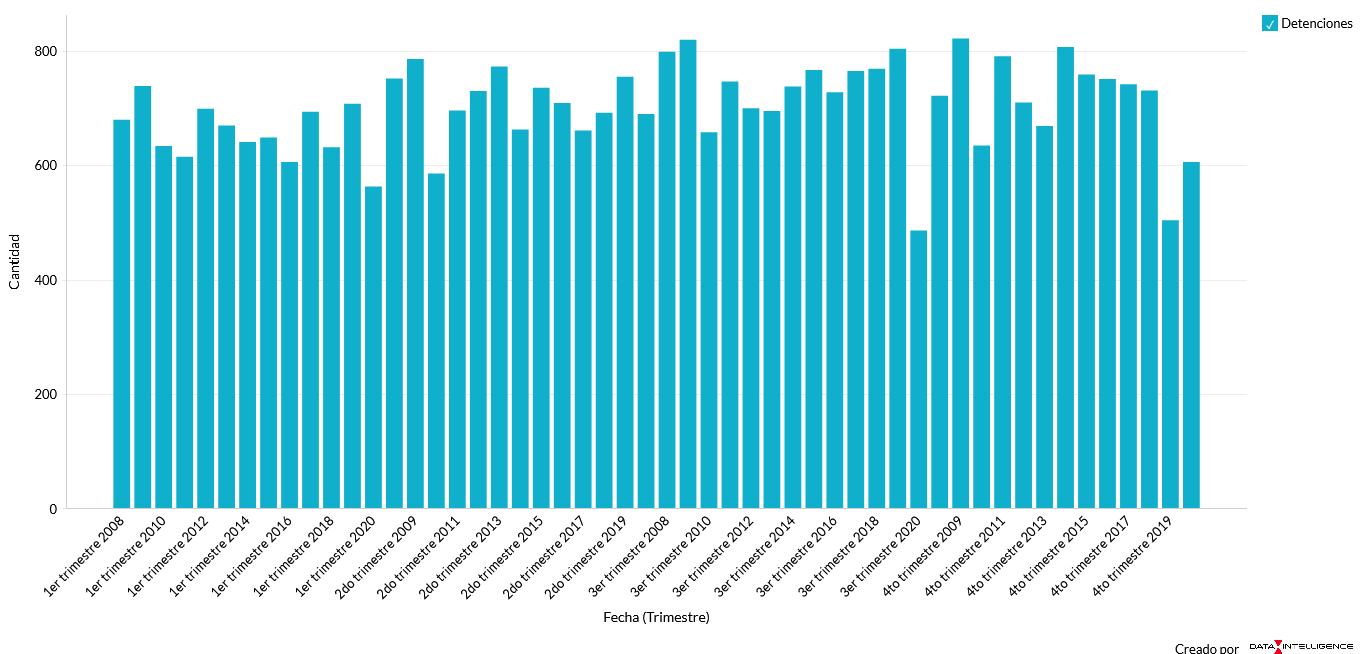 Detenciones
800
600
400
200
0
Cantidad
1er trimestre 2008
1er trimestre 2010
1er trimestre 2012
1er trimestre 2014
1er trimestre 2016
1er trimestre 2018
1er trimestre 2020
2do trimestre 2009
2do trimestre 2011
2do trimestre 2013
2do trimestre 2015
2do trimestre 2017
2do trimestre 2019
3er trimestre 2008
3er trimestre 2010
3er trimestre 2012
3er trimestre 2014
3er trimestre 2016
3er trimestre 2018
3er trimestre 2020
4to trimestre 2009
4to trimestre 2011
4to trimestre 2013
4to trimestre 2015
4to trimestre 2017
4to trimestre 2019
Fecha (Trimestre)
Creado por DATA INTELLIGENCE